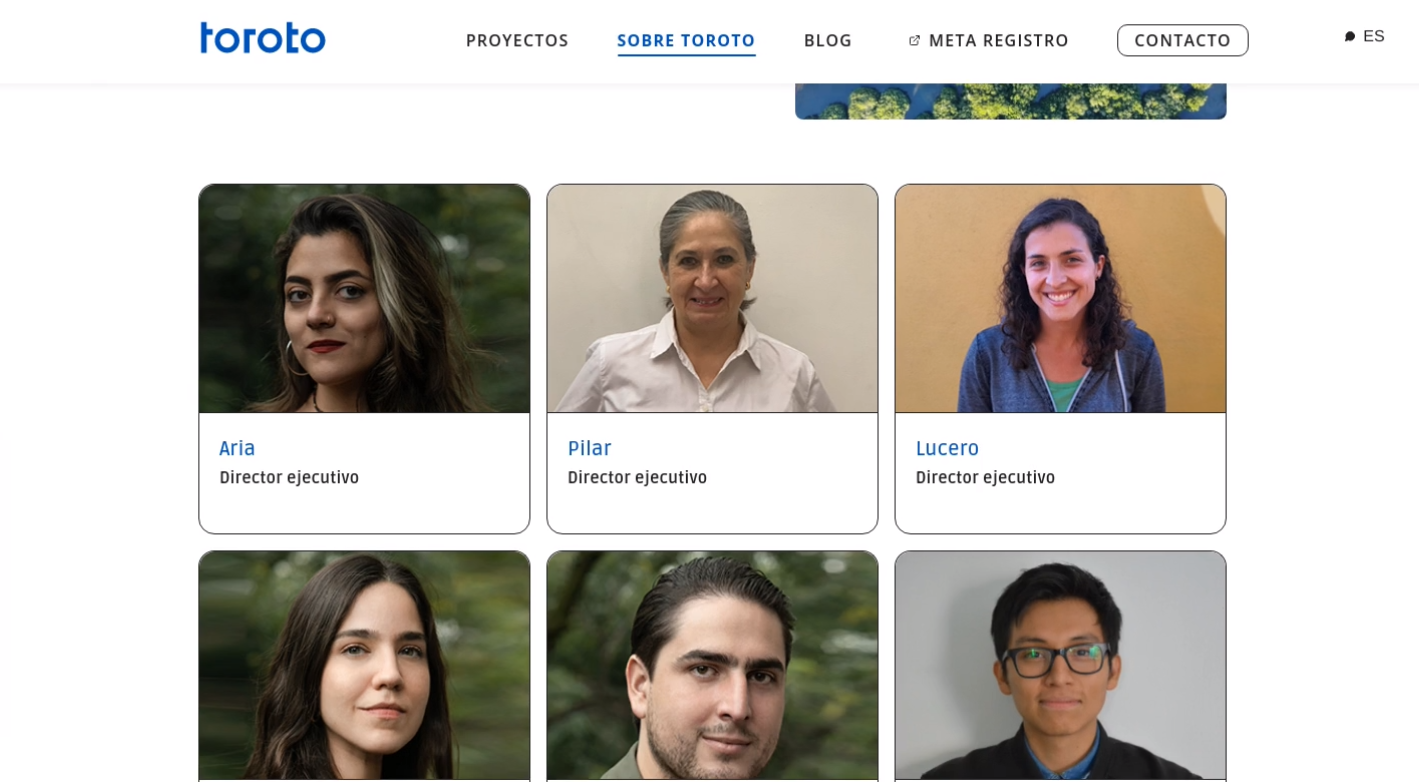 toroto
PROYECTOS
SOBRE TOROTO
BLOG
META REGISTRO
CONTACTO
ES
Aria
Director ejecutivo
Pilar
Director ejecutivo
Lucero
Director ejecutivo